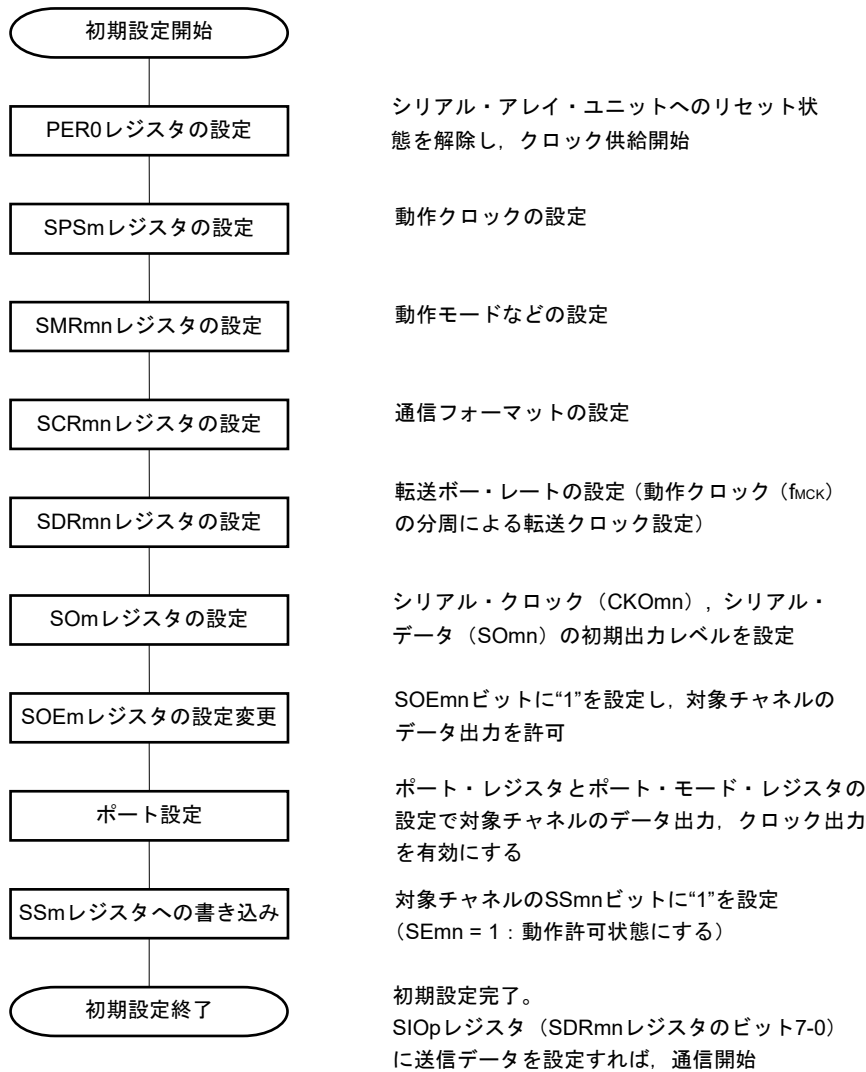 初期設定開始
PER0レジスタの設定
シリアル・アレイ・ユニットへのリセット状
態を解除し，クロック供給開始
SPSmレジスタの設定
動作クロックの設定
SMRmnレジスタの設定
動作モードなどの設定
SCRmnレジスタの設定
通信フォーマットの設定
SDRmnレジスタの設定
転送ボー・レートの設定（動作クロック（fMCK）
の分周による転送クロック設定）
SOmレジスタの設定
シリアル・クロック（CKOmn）, シリアル・
データ（SOmn）の初期出力レベルを設定
SOEmレジスタの設定変更
SOEmnビットに“1”を設定し，対象チャネルの
データ出力を許可
ポート設定
ポート・レジスタとポート・モード・レジスタの
設定で対象チャネルのデータ出力，クロック出力
を有効にする
SSmレジスタへの書き込み
対象チャネルのSSmnビットに“1”を設定
（SEmn = 1：動作許可状態にする）
初期設定終了
初期設定完了。
SIOpレジスタ（SDRmnレジスタのビット7-0）
に送信データを設定すれば，通信開始